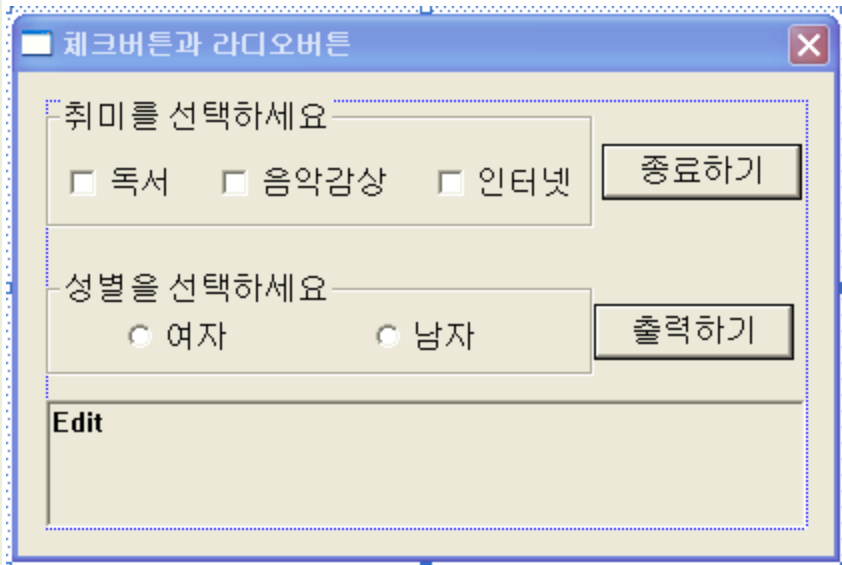 체크버튼과 라디오버튼
취미를 선택하세요
독서 음악감상 인터넷
종료하기
성별을 선택하세요
여자 남자
출력하기
Edit